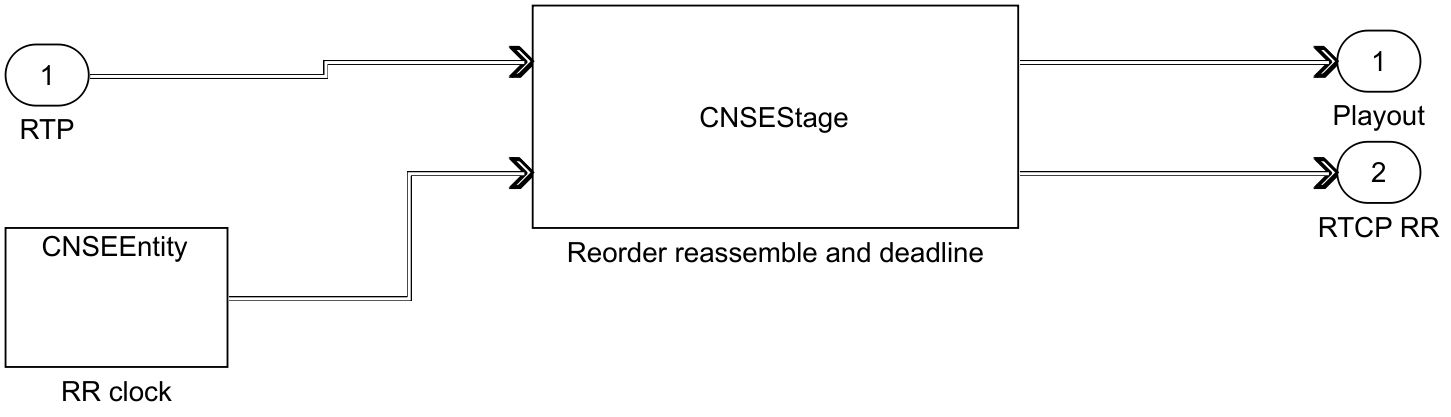 1
RTP
CNSEStage
Reorder reassemble and deadline
1
Playout
2
RTCP RR
CNSEEntity
RR clock